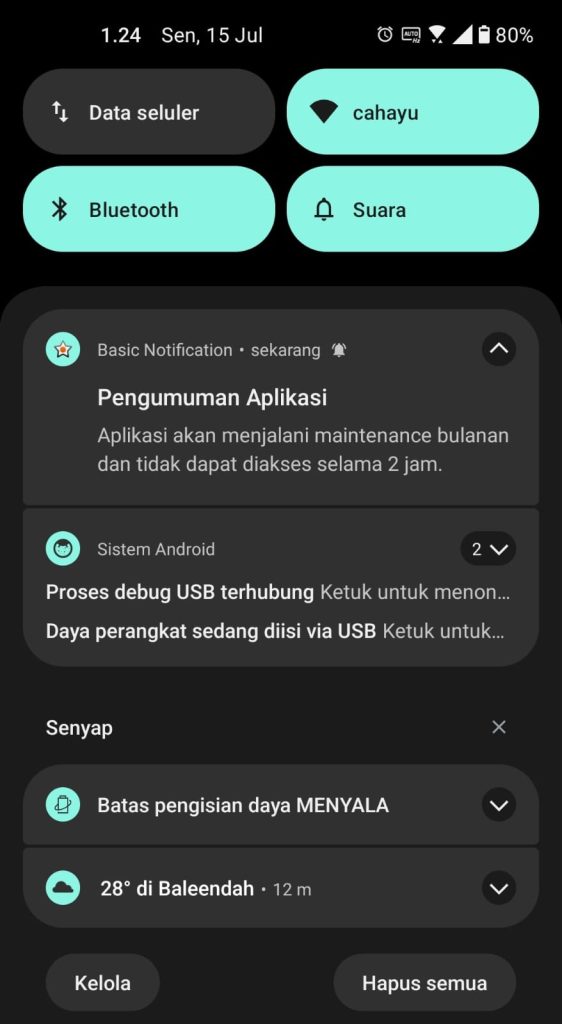 1.24 Sen, 15 Jul AUTO Hz 80%
Data seluler
cahayu
Bluetooth
Suara
Basic Notification • sekarang
Pengumuman Aplikasi
Aplikasi akan menjalani maintenance bulanan
dan tidak dapat diakses selama 2 jam.
Sistem Android
2
Proses debug USB terhubung Ketuk untuk menon...
Daya perangkat sedang diisi via USB Ketuk untuk...
Senyap
Batas pengisian daya MENYALA
28° di Baleendah • 12 m
Kelola
Hapus semua